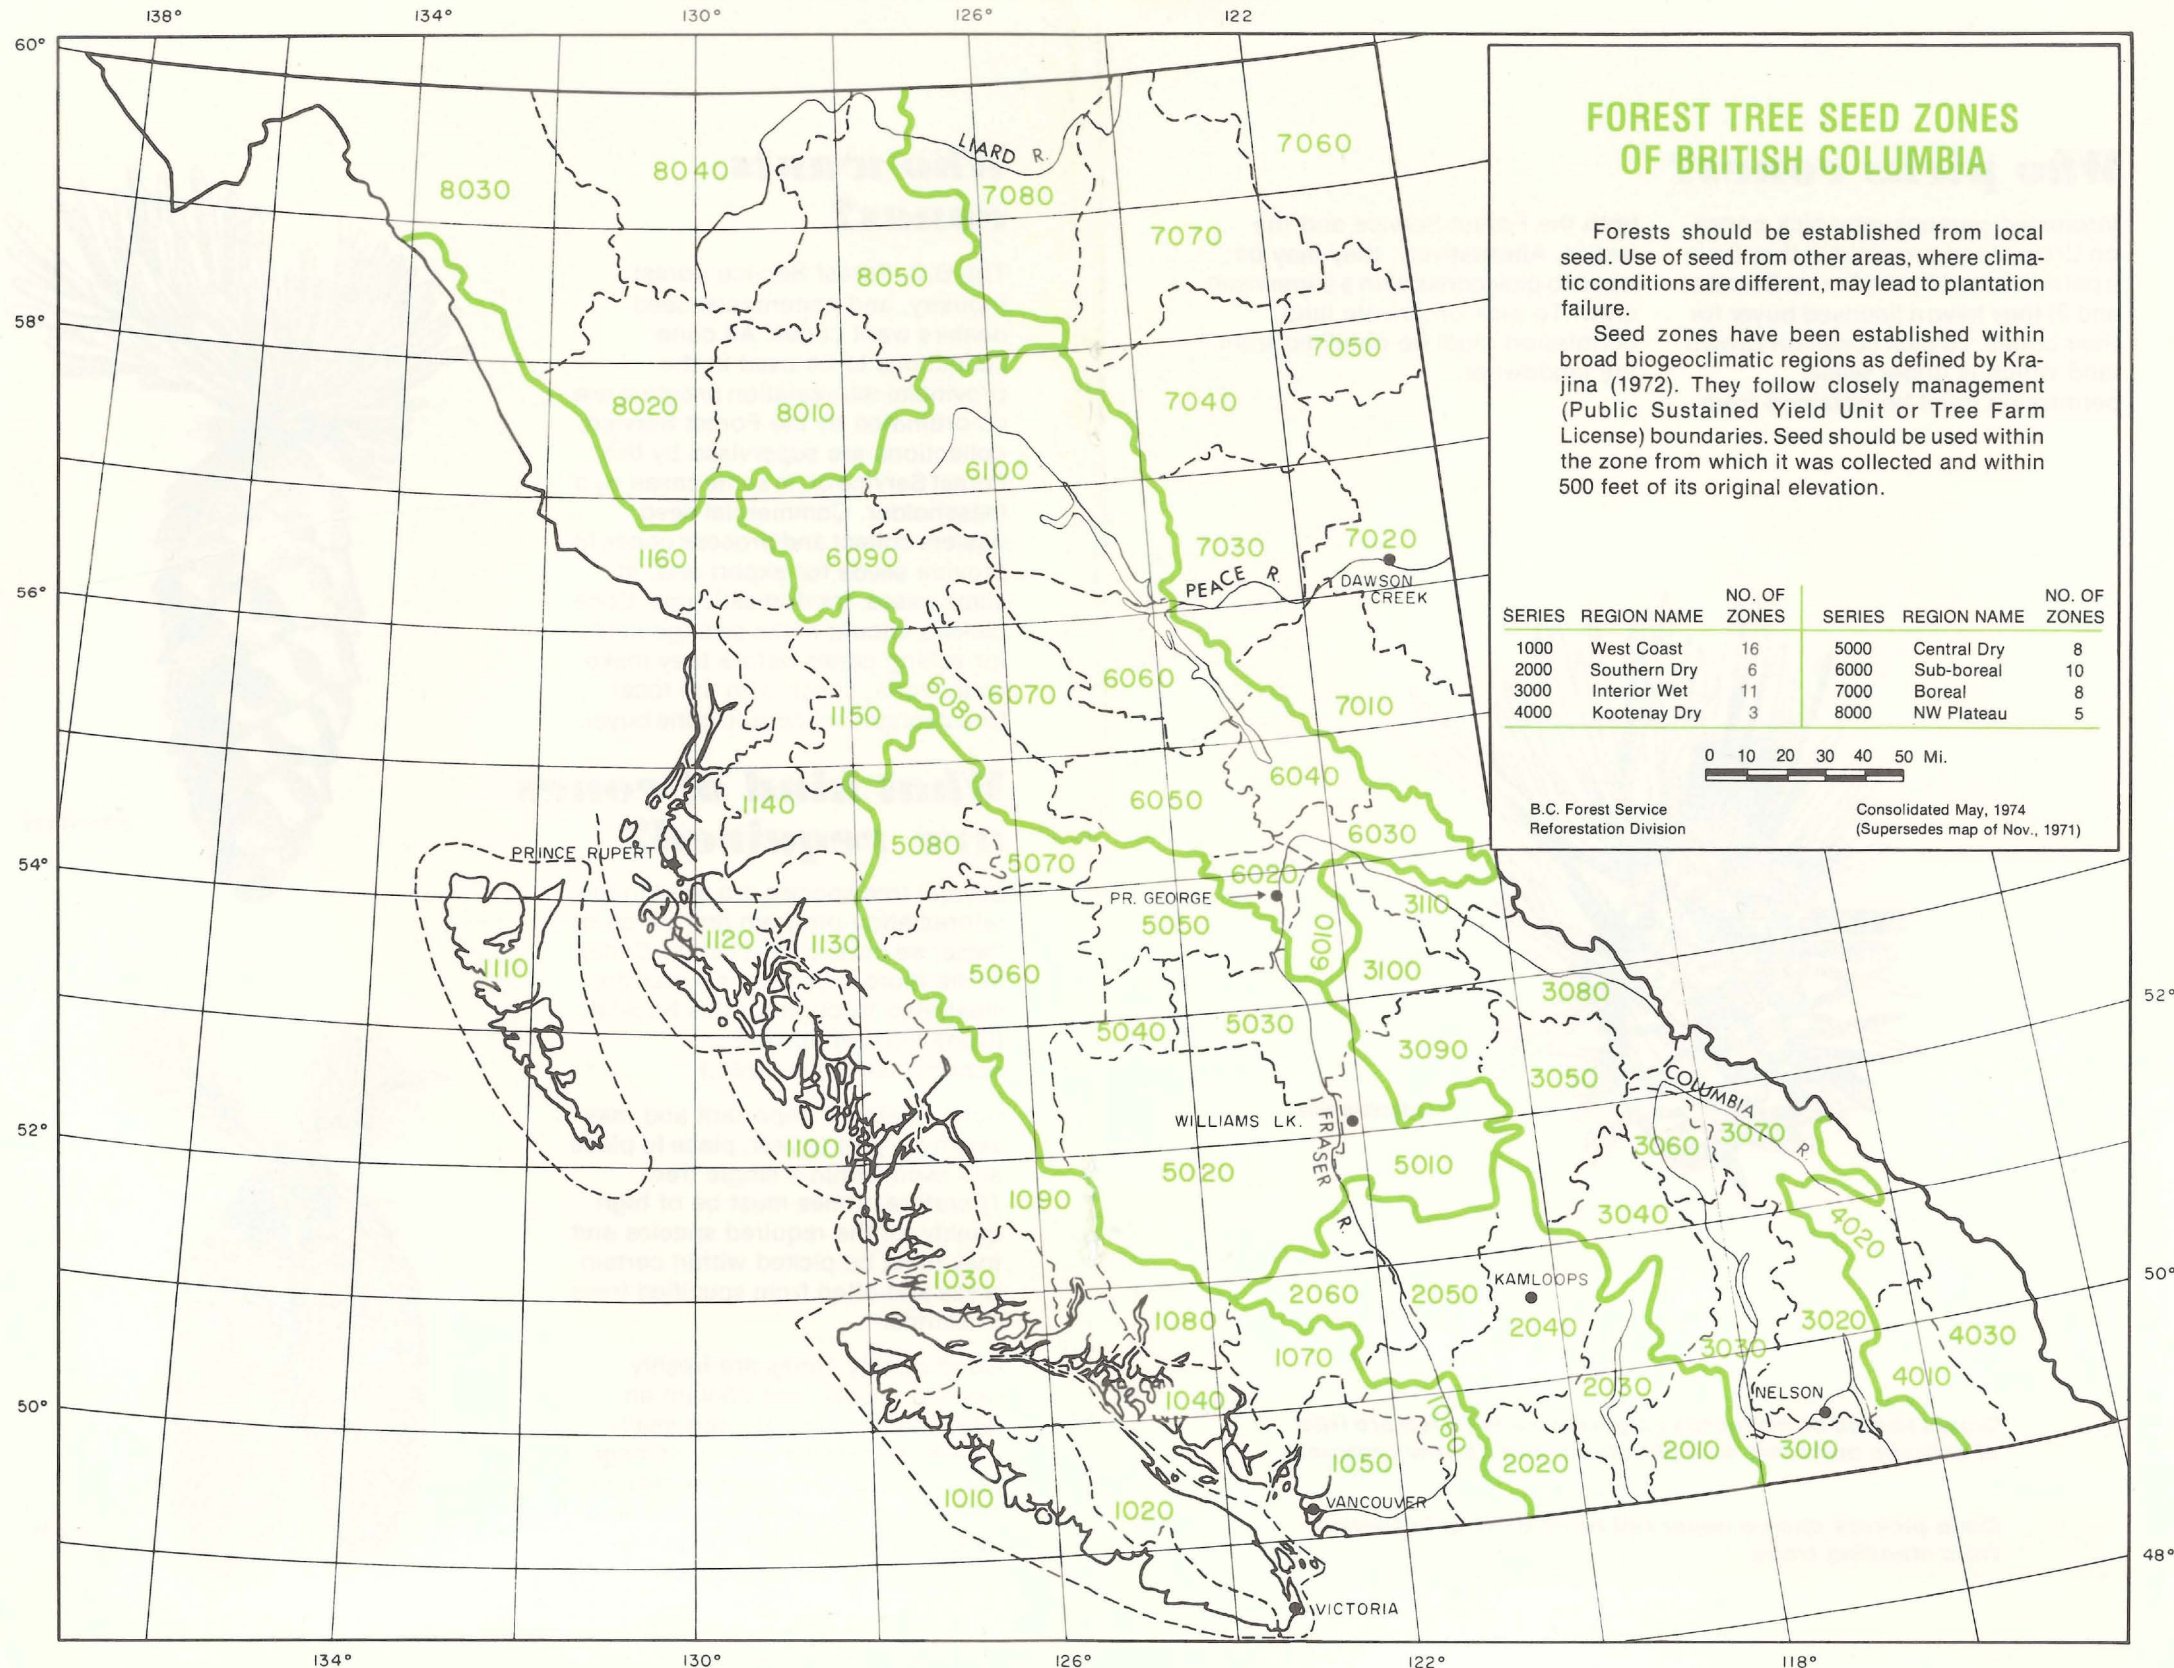 138°
134°
130°
126°
122
60°
58°
56°
54°
52°
50°
52°
50°
48°
134°
130°
126°
122°
118°
FOREST TREE SEED ZONES
OF BRITISH COLUMBIA
Forests should be established from local
seed. Use of seed from other areas, where clima-
tic conditions are different, may lead to plantation
failure.
Seed zones have been established within
broad biogeoclimatic regions as defined by Kra-
jina (1972). They follow closely management
(Public Sustained Yield Unit or Tree Farm
License) boundaries. Seed should be used within
the zone from which it was collected and within
500 feet of its original elevation.
SERIES REGION NAME NO. OF ZONES SERIES REGION NAME NO. OF ZONES
1000 West Coast 16 5000 Central Dry 8
2000 Southern Dry 6 6000 Sub-boreal 10
3000 Interior Wet 11 7000 Boreal 8
4000 Kootenay Dry 3 8000 NW Plateau 5
0 10 20 30 40 50 Mi.
B.C. Forest Service Consolidated May, 1974
Reforestation Division (Supersedes map of Nov., 1971)
8030
8040
LIARD R.
7060
7080
7070
8050
7050
8020
8010
7040
6100
1160
6090
7030
7020
PEACE R.
DAWSON
CREEK
6080
6070
6060
1150
7010
6040
1140
6050
6030
PRINCE RUPERT
5080
5070
6020
PR. GEORGE
3110
1120
1130
5050
6010
1110
5060
3100
3080
5040
5030
3090
3050
COLUMBIA R.
WILLIAMS LK.
FRASER R.
3060
3070
1100
5020
5010
1090
3040
4020
1030
2060
2050
KAMLOOPS
1080
2040
3020
4030
1070
3030
1040
2030
4010
NELSON
1060
1050
2020
2010
3010
1010
1020
VANCOUVER
VICTORIA